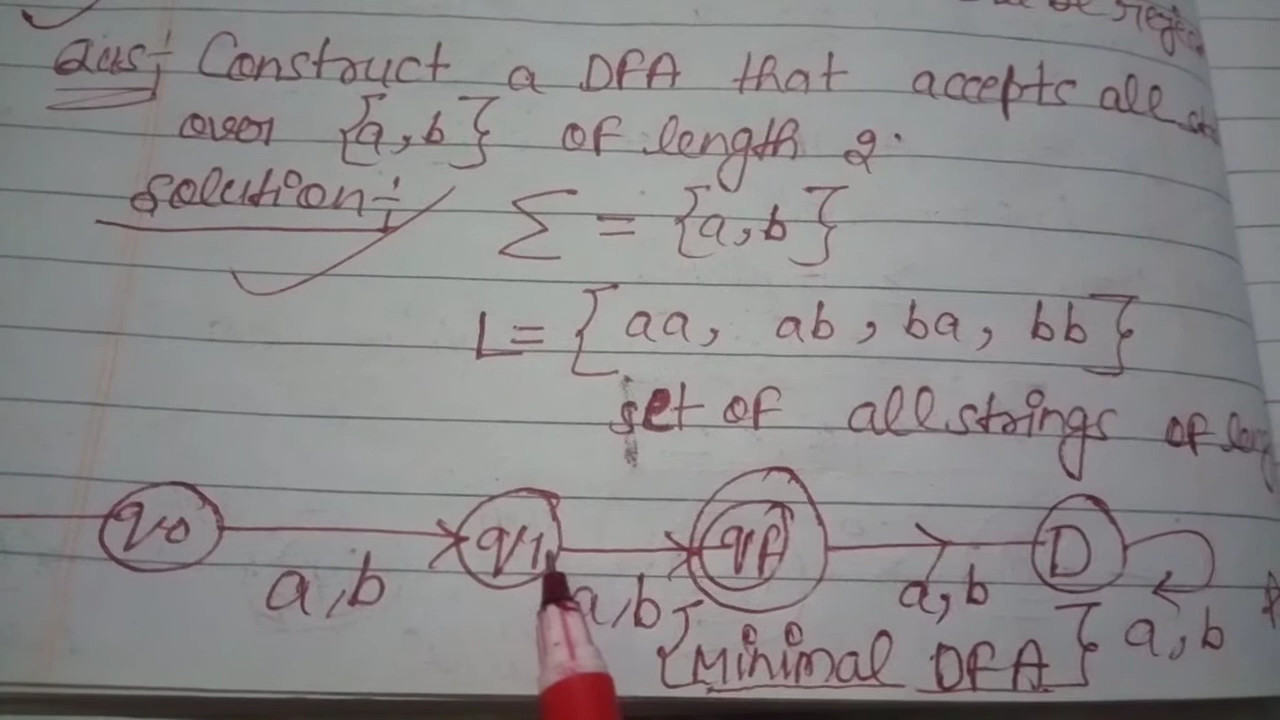 Qus:- Construct a DFA that accepts all
over {a,b} of length 2.
Solution:-
Σ = {a,b}
L = { aa, ab, ba, bb }
set of all strings of
q0 a,b q1 a,b qf a,b D a,b
{Minimal DFA}